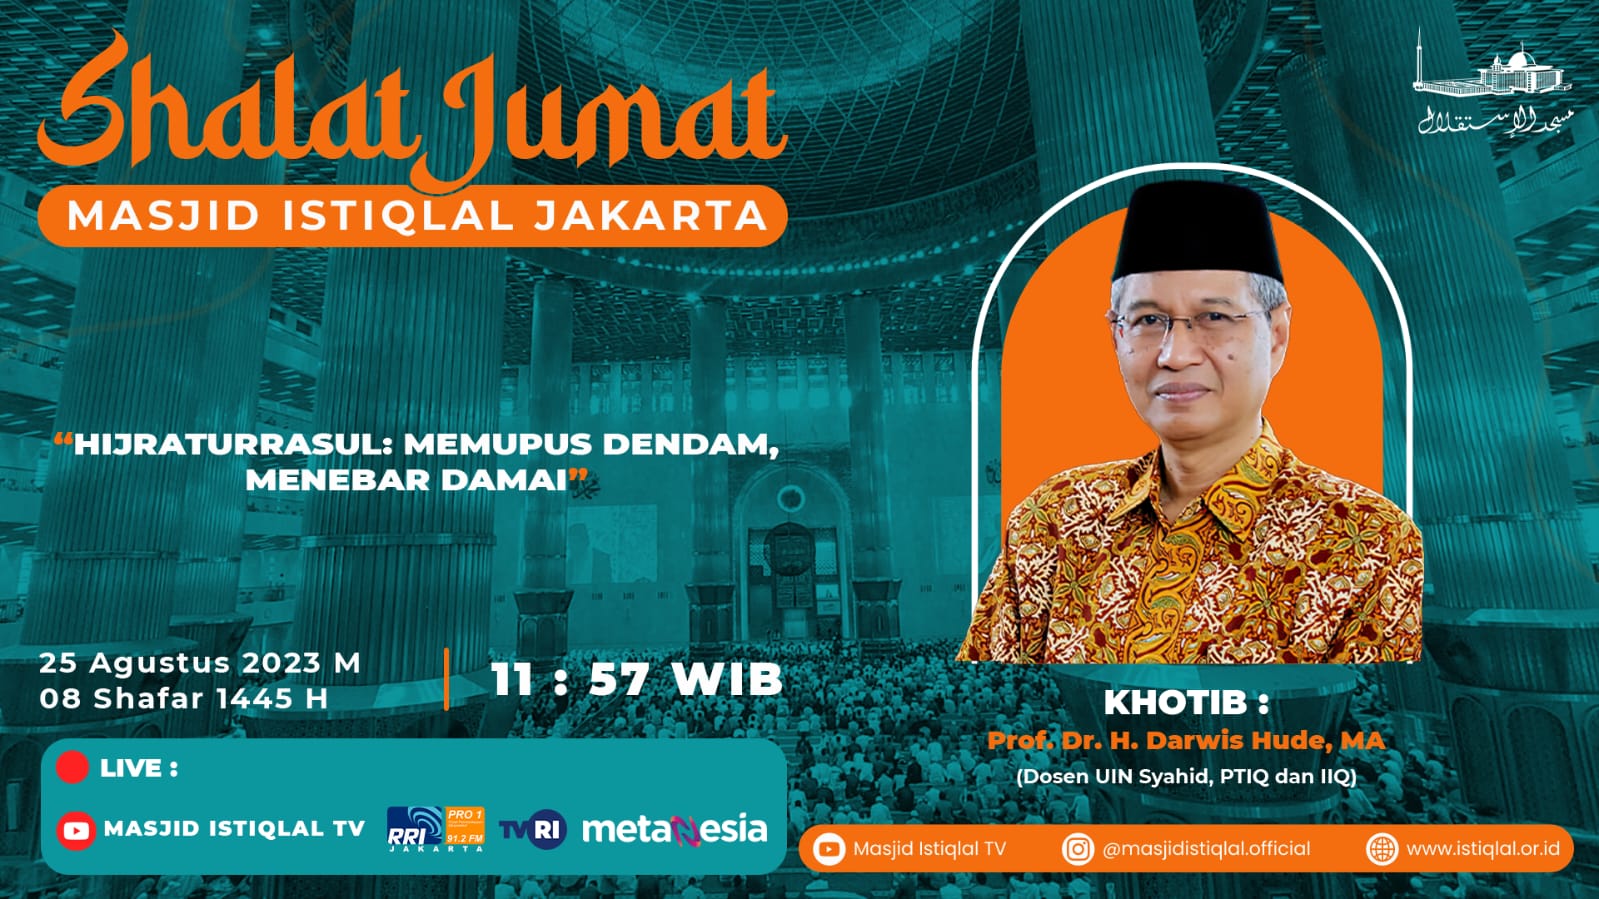 Shalat Jumat
MASJID ISTIQLAL JAKARTA
مسجد الإستقلال
“HIJRATURRASUL: MEMUPUS DENDAM,
MENEBAR DAMAI”
25 Agustus 2023 M
08 Shafar 1445 H
11 : 57 WIB
KHOTIB :
Prof. Dr. H. Darwis Hude, MA
(Dosen UIN Syahid, PTIQ dan IIQ)
LIVE :
MASJID ISTIQLAL TV
RRI
JAKARTA
PRO 1
91.2 FM
TVRI
metanesia
Masjid Istiqlal TV
@masjidistiqlal.official
www.istiqlal.or.id